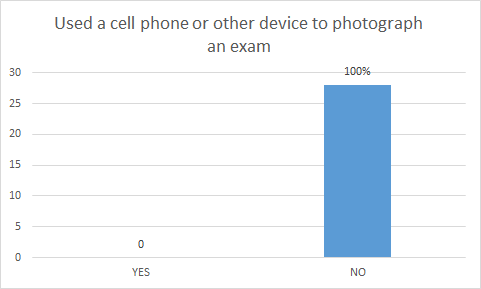 Used a cell phone or other device to photograph
an exam
30
25
20
15
10
5
0
0
100%
YES
NO